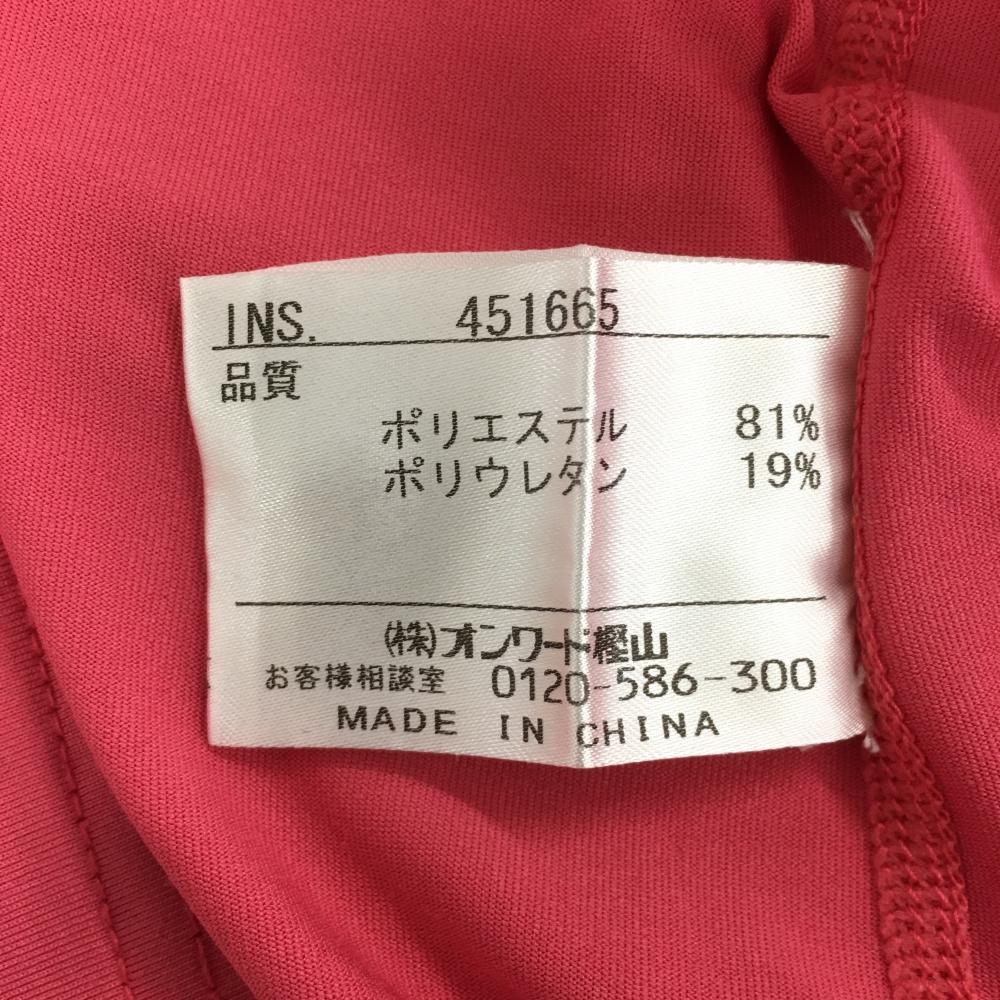 INS. 451665
品質
ポリエステル 81%
ポリウレタン 19%
(株)オンワード樫山
お客様相談室 0120-586-300
MADE IN CHINA